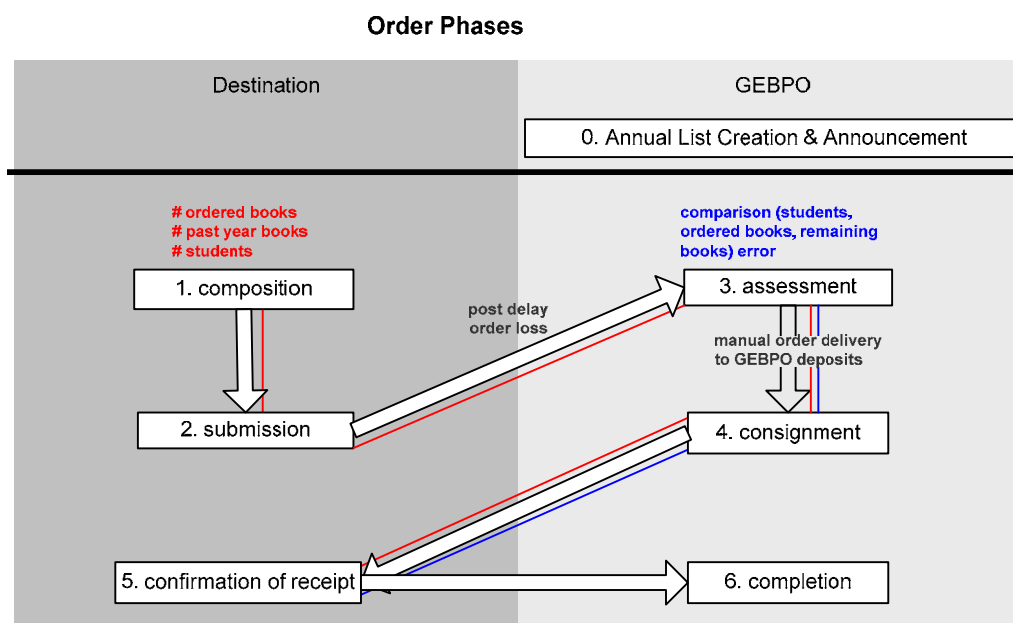 Order Phases
Destination
GEBPO
0. Annual List Creation & Announcement
# ordered books
# past year books
# students
comparison (students,
ordered books, remaining
books) error
1. composition
3. assessment
post delay
order loss
manual order delivery
to GEBPO deposits
2. submission
4. consignment
5. confirmation of receipt
6. completion